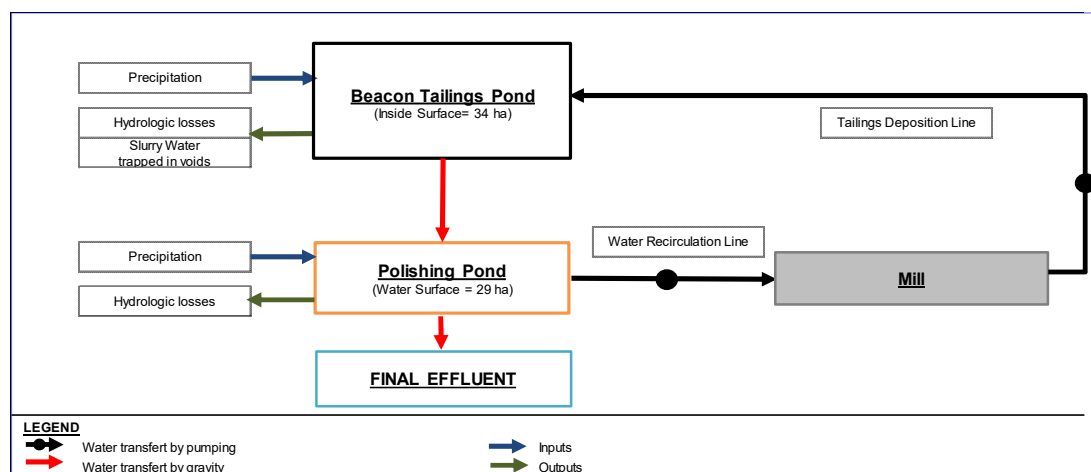 Precipitation
Beacon Tailings Pond
(Inside Surface= 34 ha)
Hydrologic losses
Slurry Water
trapped in voids
Tailings Deposition Line
Precipitation
Polishing Pond
(Water Surface = 29 ha)
Hydrologic losses
Water Recirculation Line
Mill
FINAL EFFLUENT
LEGEND
Water transfert by pumping
Inputs
Water transfert by gravity
Outputs